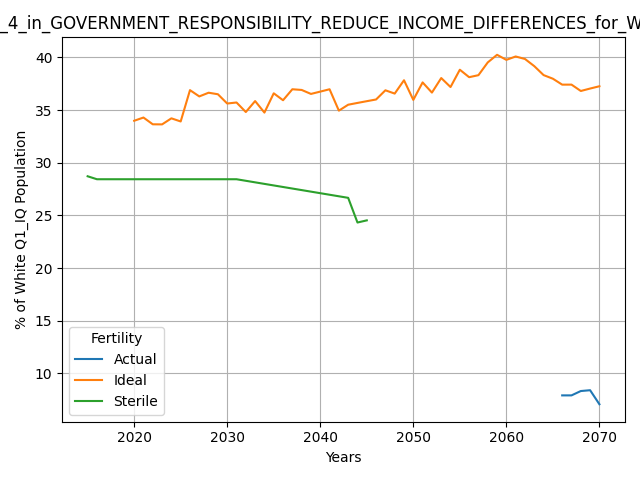 _4_in_GOVERNMENT_RESPONSIBILITY_REDUCE_INCOME_DIFFERENCES_for_W
40
35
30
25
20
15
10
% of White Q1_IQ Population
Fertility
Actual
Ideal
Sterile
2020 2030 2040 2050 2060 2070
Years